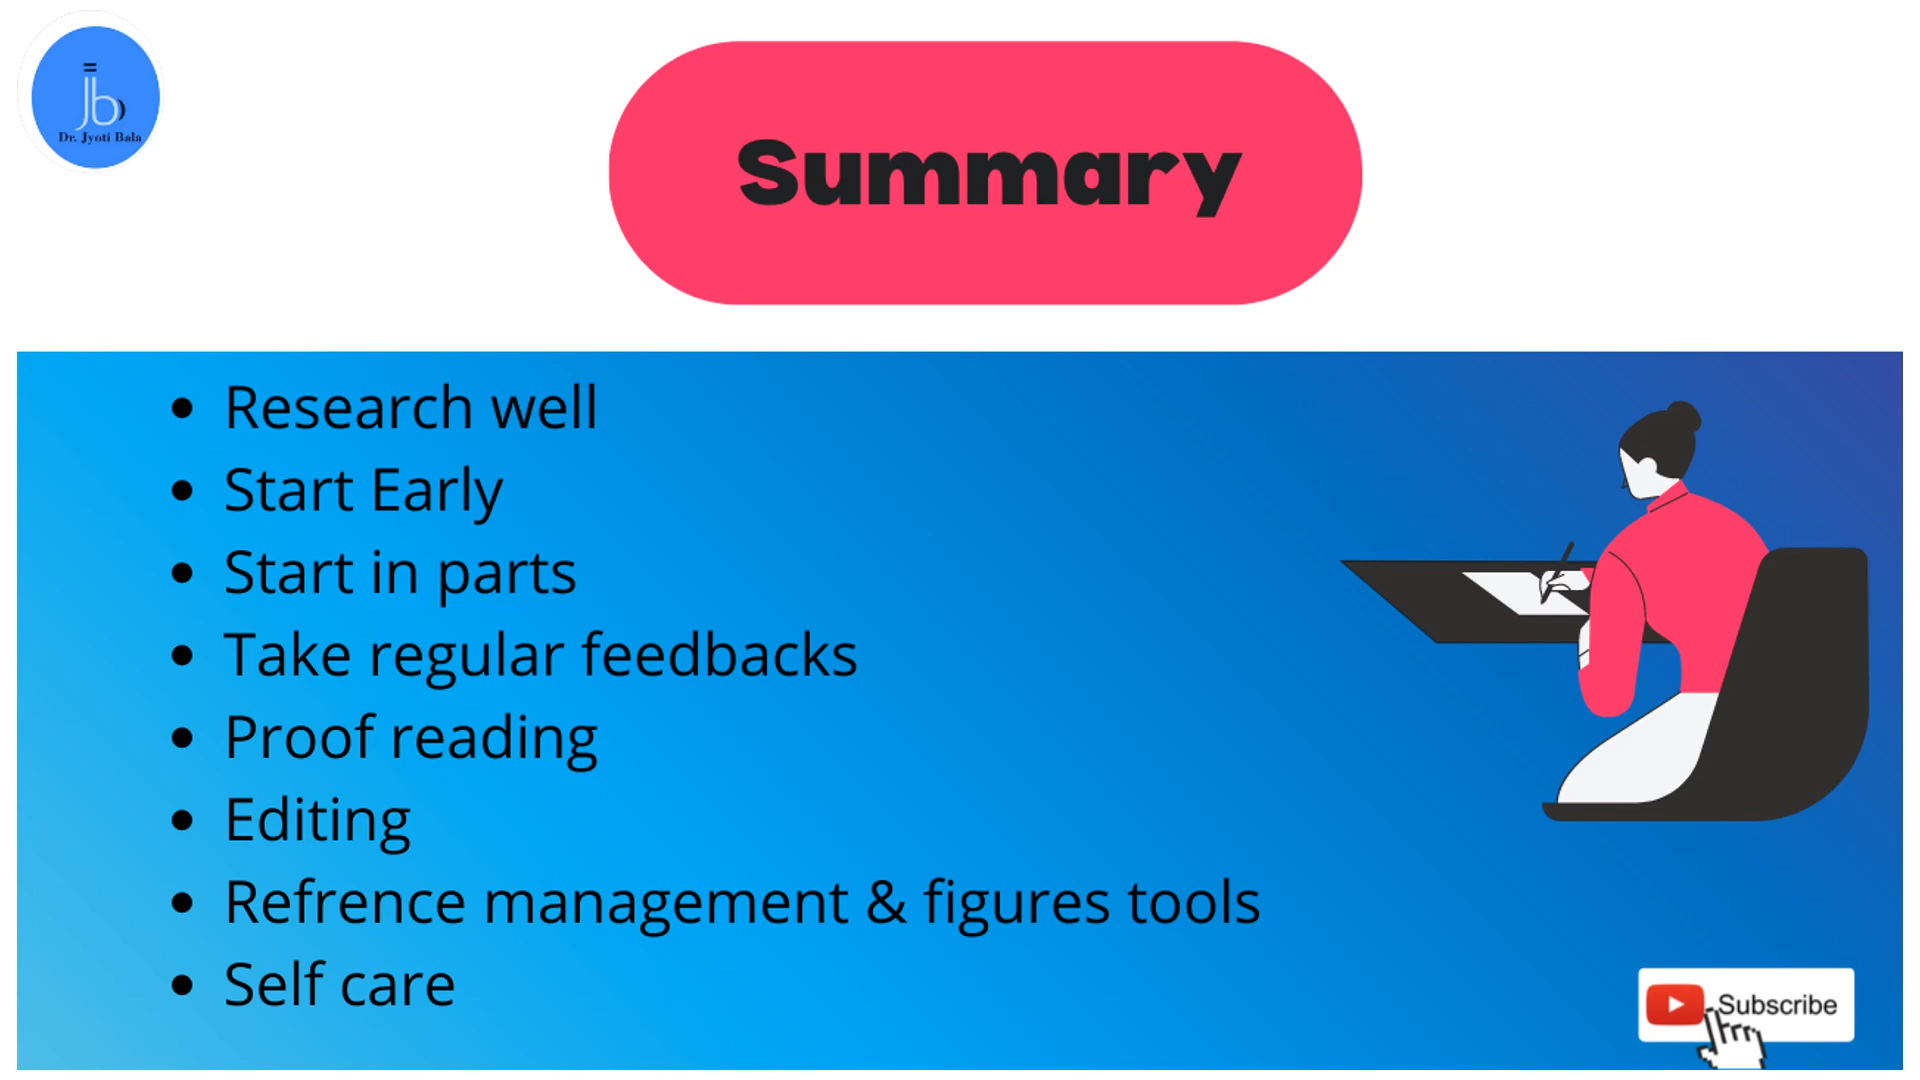 Dr. Jyoti Bala
Summary
• Research well
• Start Early
• Start in parts
• Take regular feedbacks
• Proof reading
• Editing
• Refrence management & figures tools
• Self care
Subscribe